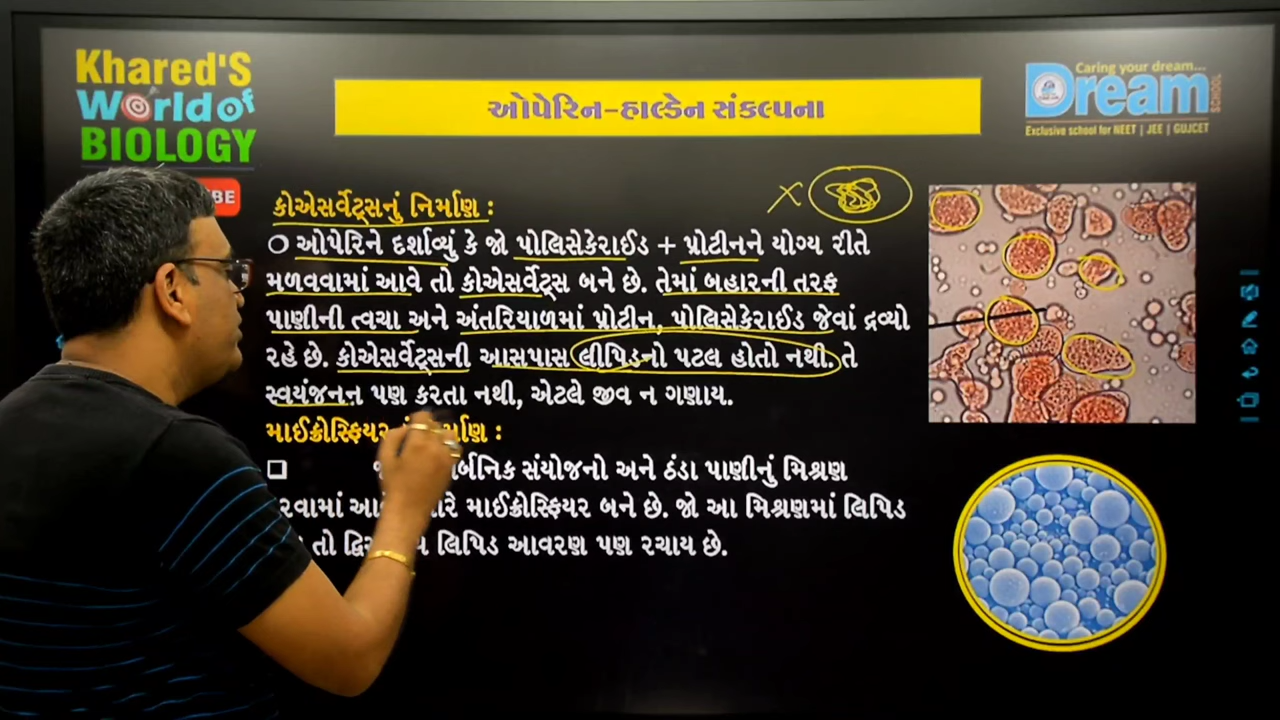 Khared'S
World of
BIOLOGY
BE
ઓપેરિન-હાલ્ડેન સંકલ્પના
Caring your dream...
Dream
SCHOOL
Exclusive school for NEET | JEE | GUJCET
કોએસર્વેટ્સનું નિર્માણ :
ઓપેરિને દર્શાવ્યું કે જો પોલિસેકેરાઈડ + પ્રોટીનને યોગ્ય રીતે
મળવવામાં આવે તો કોએસર્વેટ્સ બને છે. તેમાં બહારની તરફ
પાણીની ત્વચા અને અંતરિયાળમાં પ્રોટીન, પોલિસેકેરાઈડ જેવાં દ્રવ્યો
રહે છે. કોએસર્વેટ્સની આસપાસ લીપિડનો પટલ હોતો નથી. તે
સ્વયંજનન પણ કરતા નથી, એટલે જીવ ન ગણાય.
માઈક્રોસ્ફિયર
:
સંયોજનો અને ઠંડા પાણીનું મિશ્રણ
માઈક્રોસ્ફિયર બને છે. જો આ મિશ્રણમાં લિપિડ
તો લિપિડ આવરણ પણ રચાય છે.